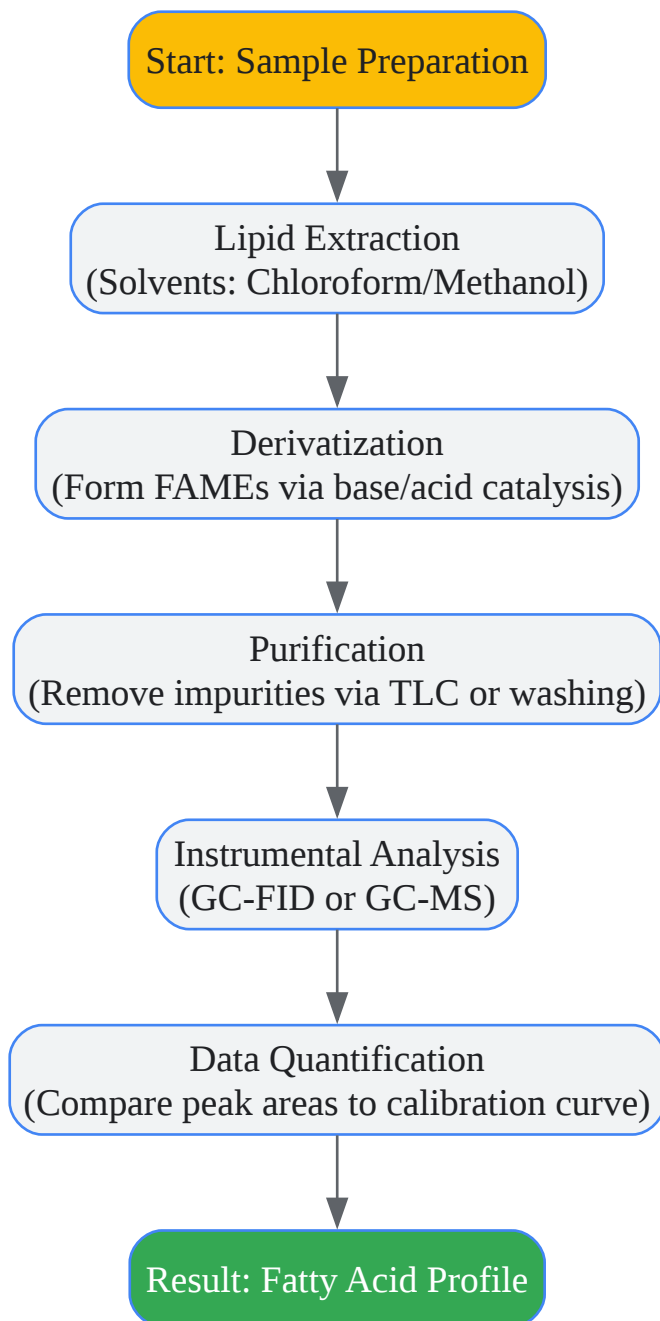 Start: Sample Preparation
Lipid Extraction
(Solvents: Chloroform/Methanol)
Derivatization
(Form FAMEs via base/acid catalysis)
Purification
(Remove impurities via TLC or washing)
Instrumental Analysis
(GC-FID or GC-MS)
Data Quantification
(Compare peak areas to calibration curve)
Result: Fatty Acid Profile